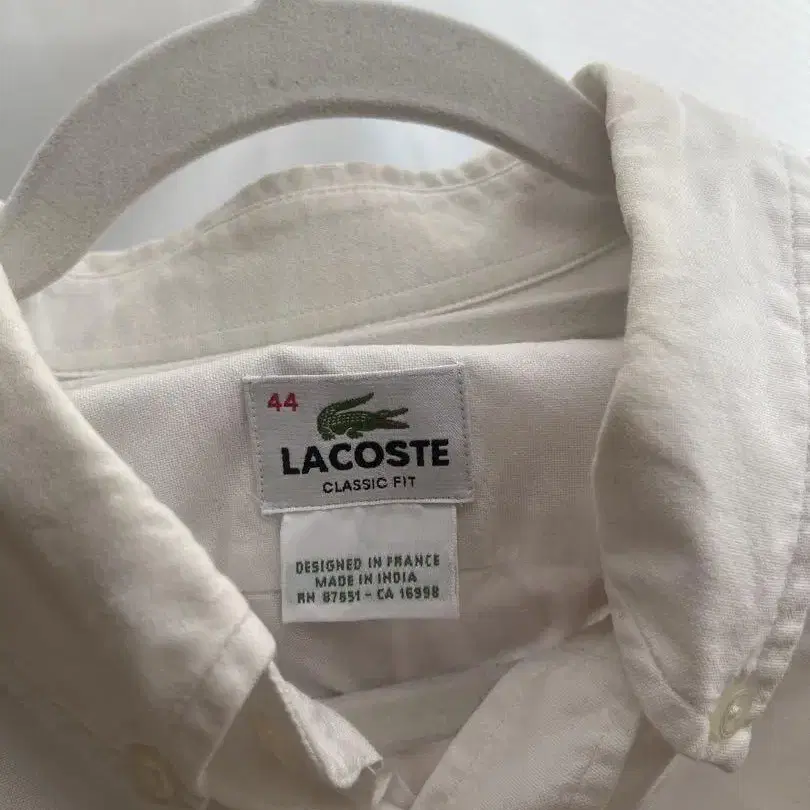 44
LACOSTE
CLASSIC FIT
DESIGNED IN FRANCE
MADE IN INDIA
RN 87651 - CA 16998